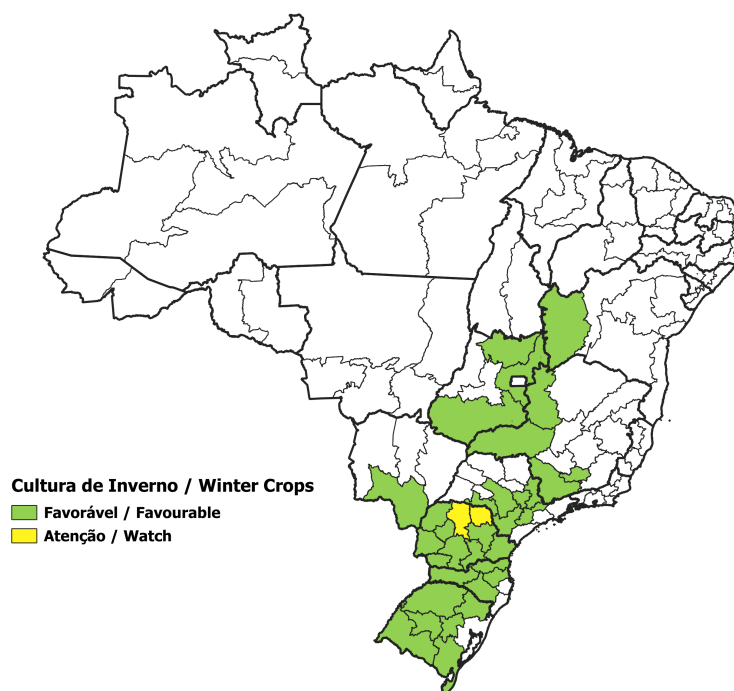 Cultura de Inverno / Winter Crops
Favorável / Favourable
Atenção / Watch